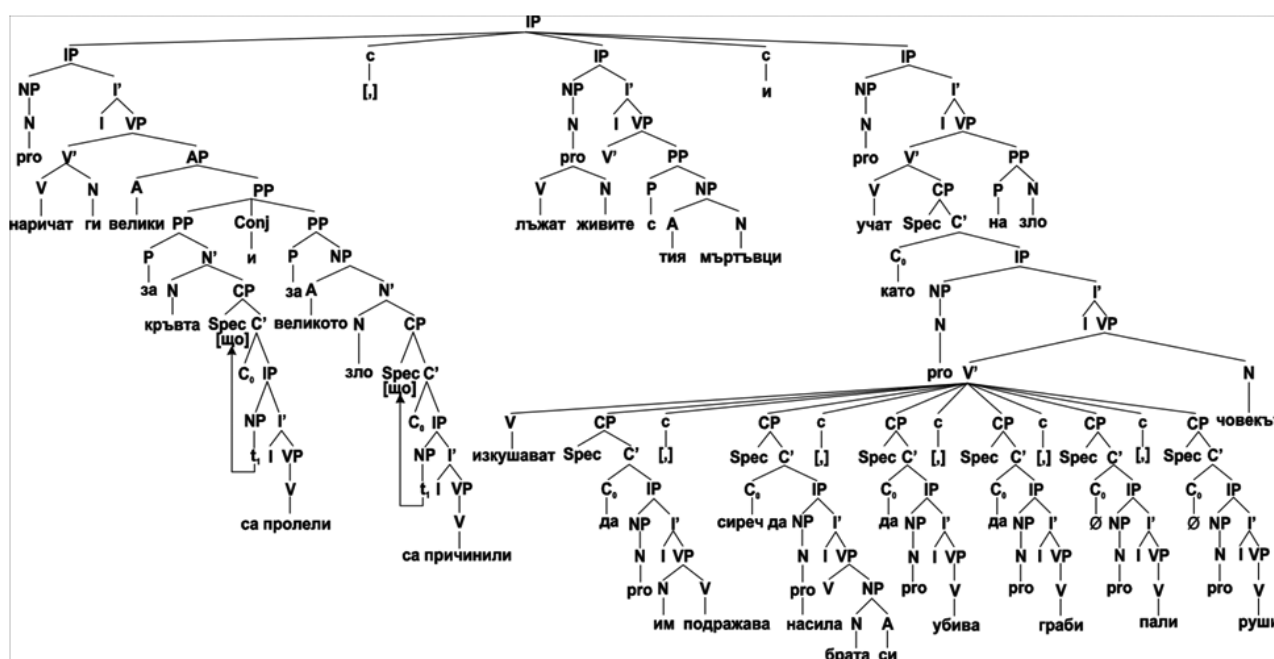 IP
IP c IP c IP
NP I' [,] NP I' и NP I'
N I VP N I VP N I VP
pro V' AP pro V' PP pro V' PP
V N A PP V N P NP V CP P N
наричат ги велики PP Conj PP лъжат живите с A N учат Spec C' на зло
P N' и P NP тия мъртъвци C₀ IP
за N CP за A N' като NP I'
кръвта Spec C' великото N CP N I VP
[що] C₀ IP зло Spec C' pro V' N
NP I' [що] C₀ IP V CP c CP c CP c CP c CP c CP човекът
t₁ I VP NP I' изкушават Spec C' [,] Spec C' [,] Spec C' [,] Spec C' [,] Spec C' [,] Spec C'
V t₁ I VP C₀ IP C₀ IP C₀ IP C₀ IP C₀ IP C₀ IP
са пролели V да NP I' сиреч да NP I' да NP I' да NP I' Ø NP I' Ø NP I'
са причинили N I VP N I VP N I VP N I VP N I VP N I VP
pro N V pro V NP pro V pro V pro V pro V
им подражава насила N A убива граби пали руши
брата си